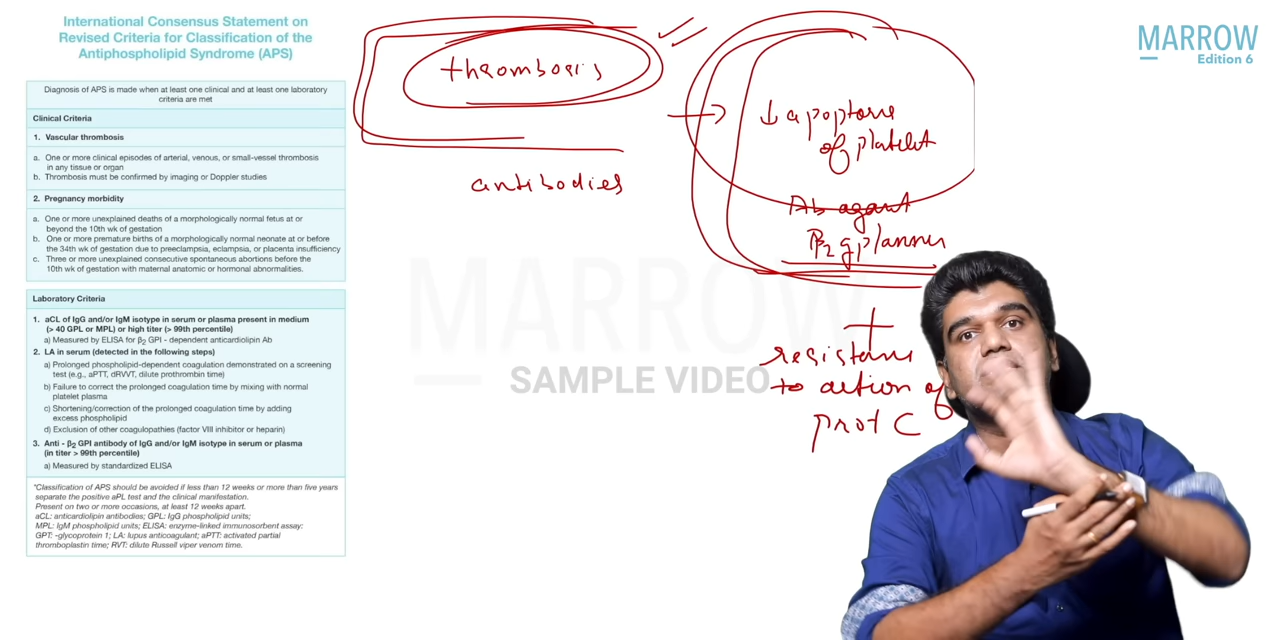 International Consensus Statement on
Revised Criteria for Classification of the
Antiphospholipid Syndrome (APS)
Diagnosis of APS is made when at least one clinical and at least one laboratory
criteria are met
Clinical Criteria
1. Vascular thrombosis
a. One or more clinical episodes of arterial, venous, or small-vessel thrombosis
in any tissue or organ
b. Thrombosis must be confirmed by imaging or Doppler studies
2. Pregnancy morbidity
a. One or more unexplained deaths of a morphologically normal fetus at or
beyond the 10th wk of gestation
b. One or more premature births of a morphologically normal neonate at or before
the 34th wk of gestation due to preeclampsia, eclampsia, or placenta insufficiency
c. Three or more unexplained consecutive spontaneous abortions before the
10th wk of gestation with maternal anatomic or hormonal abnormalities.
Laboratory Criteria
1. aCL of IgG and/or IgM isotype in serum or plasma present in medium
(> 40 GPL or MPL) or high titer (> 99th percentile)
a) Measured by ELISA for β2 GPI - dependent anticardiolipin Ab
2. LA in serum (detected in the following steps)
a) Prolonged phospholipid-dependent coagulation demonstrated on a screening
test (e.g., aPTT, dRVVT, dilute prothrombin time)
b) Failure to correct the prolonged coagulation time by mixing with normal
platelet plasma
c) Shortening/correction of the prolonged coagulation time by adding
excess phospholipid
d) Exclusion of other coagulopathies (factor VIII inhibitor or heparin)
3. Anti - β2 GPI antibody of IgG and/or IgM isotype in serum or plasma
(in titer > 99th percentile)
a) Measured by standardized ELISA
*Classification of APS should be avoided if less than 12 weeks or more than five years
separate the positive aPL test and the clinical manifestation.
Present on two or more occasions, at least 12 weeks apart.
aCL: anticardiolipin antibodies; GPL: IgG phospholipid units;
MPL: IgM phospholipid units; ELISA: enzyme-linked immunosorbent assay:
GPT: -glycoprotein 1; LA: lupus anticoagulant; aPTT: activated partial
thromboplastin time; RVT: dilute Russell viper venom time.
thrombosis
antibodies
↓ apoptosis
of platelet
Ab against
β2
+
resistans
to action of
prot C
MARROW
Edition 6
MARROW
SAMPLE VIDEO